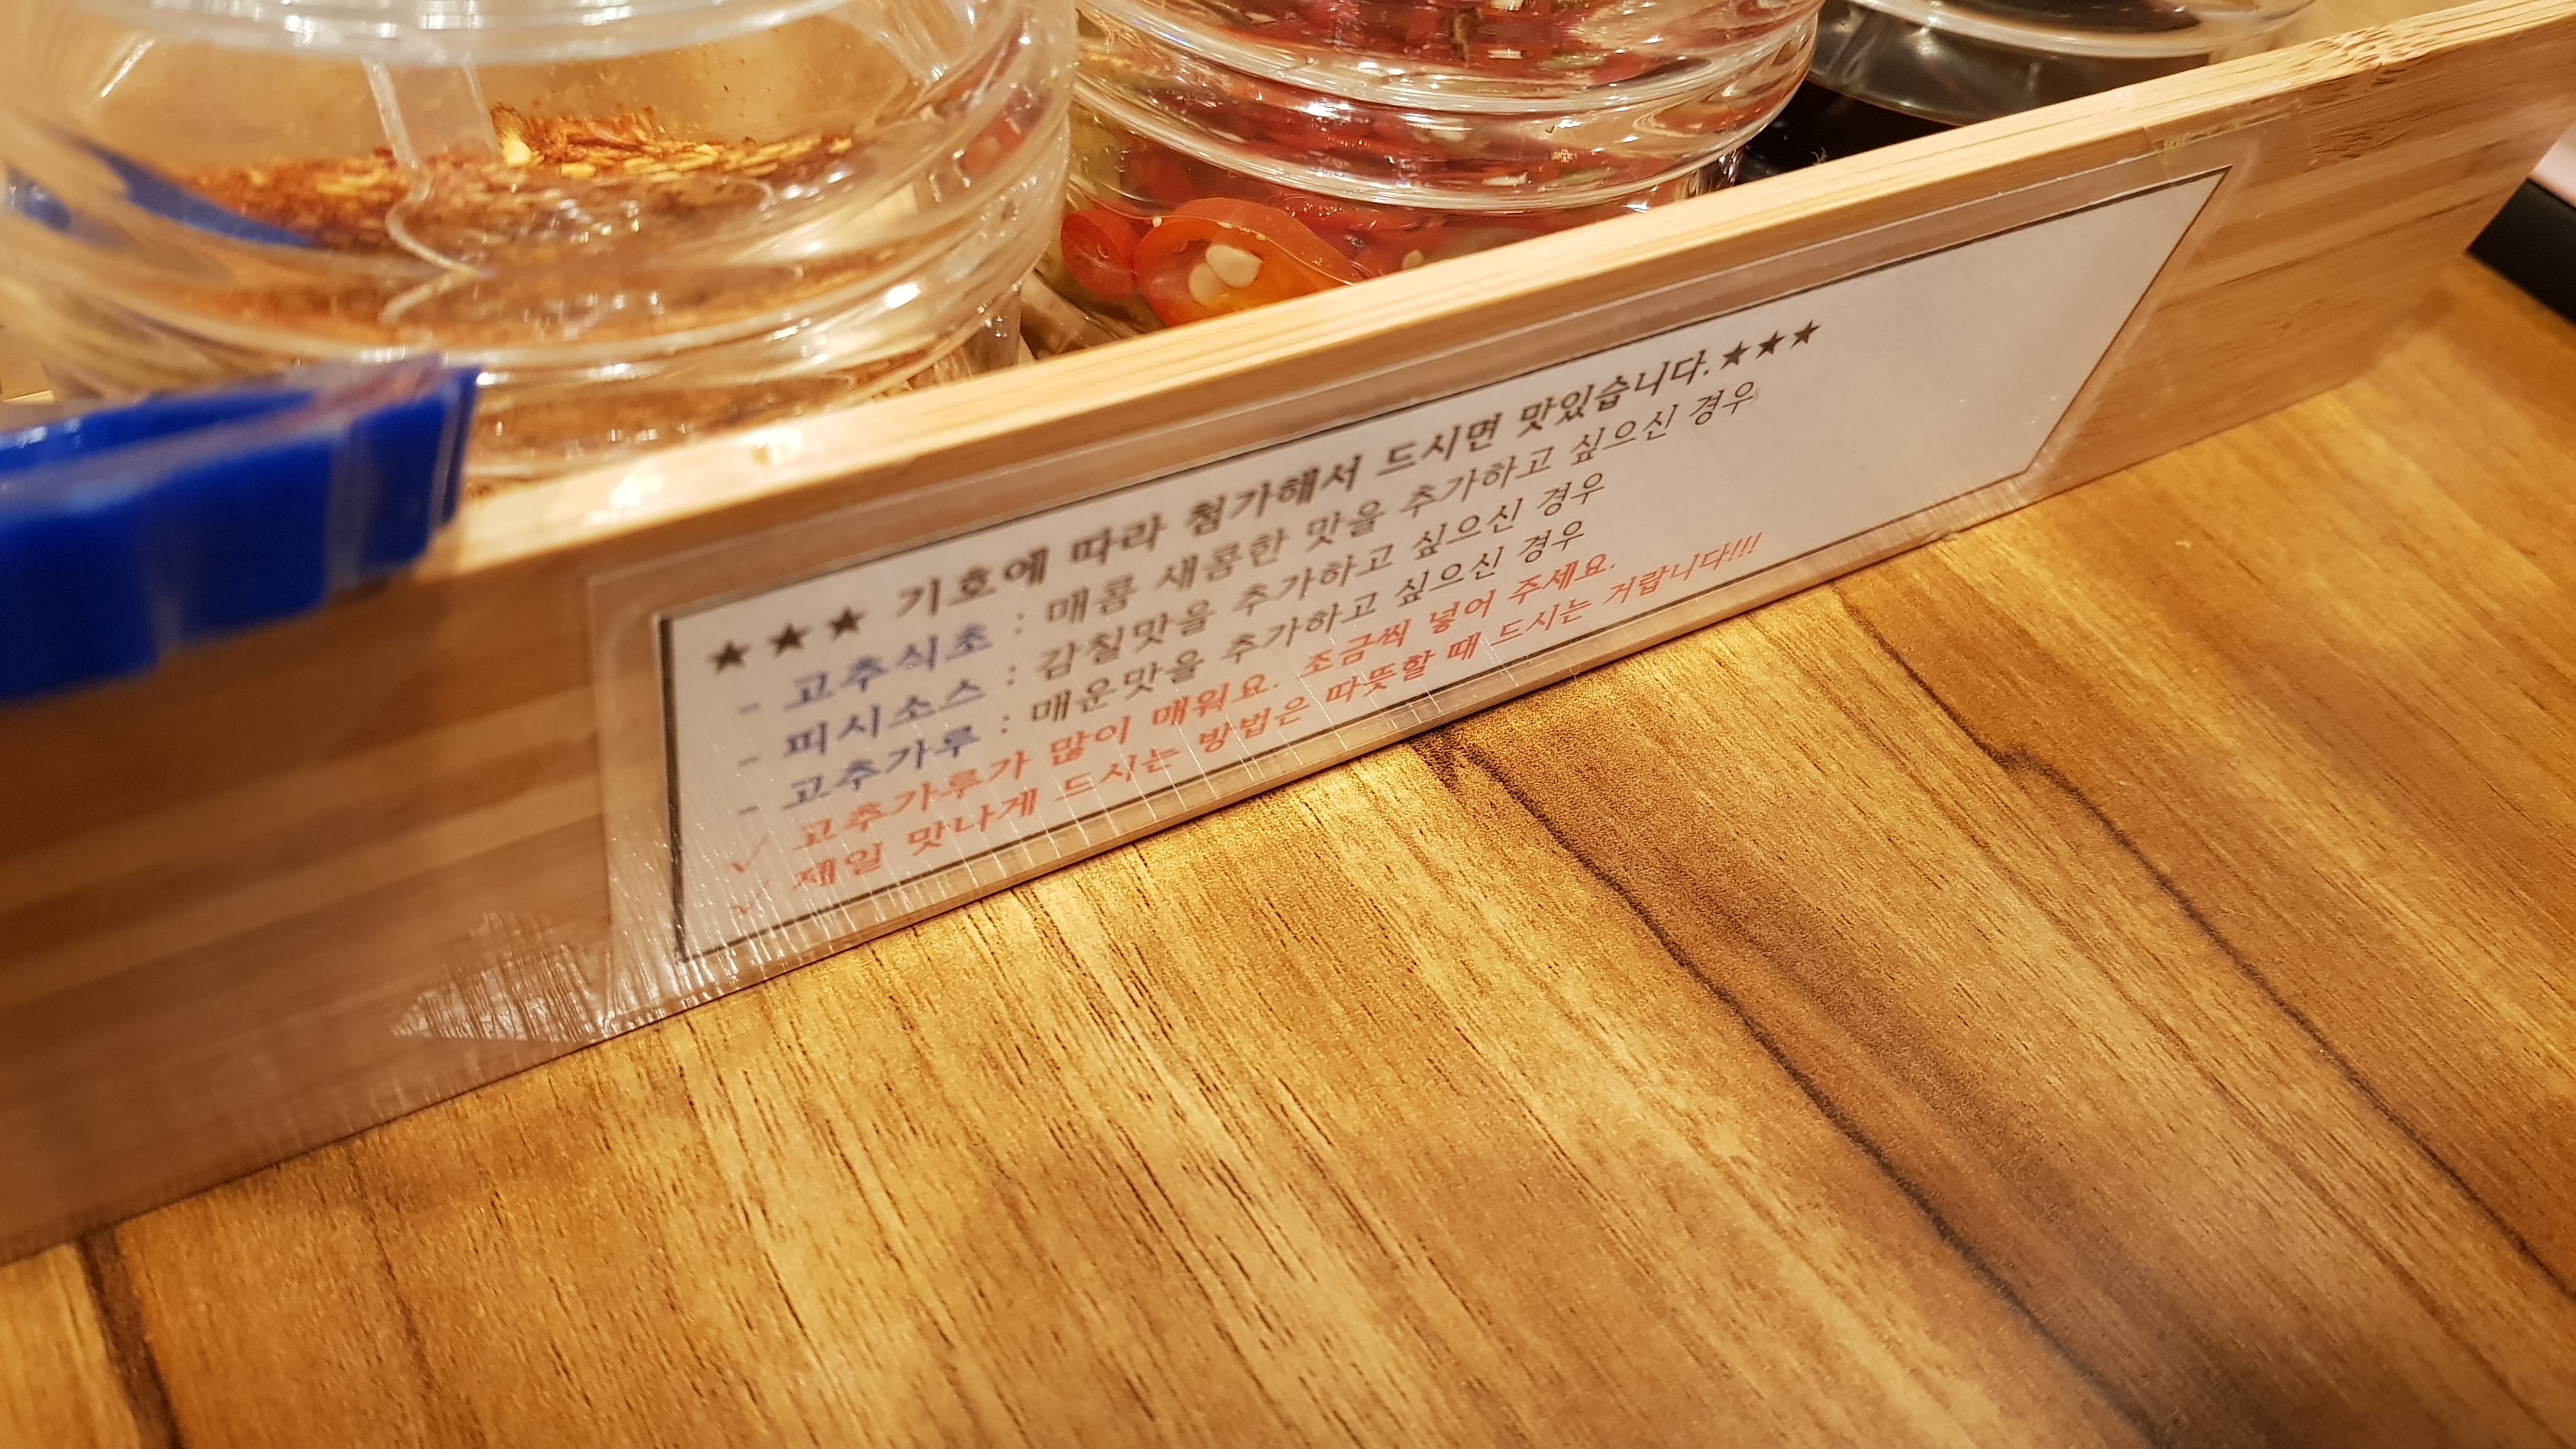 ★★★ 기호에 따라 첨가해서 드시면 맛있습니다.★★★
- 고추식초 : 매콤 새콤한 맛을 추가하고 싶으신 경우
- 피시소스 : 감칠맛을 추가하고 싶으신 경우
- 고추가루 : 매운맛을 추가하고 싶으신 경우
✓ 고추가루가 많이 매워요. 조금씩 넣어 주세요.
✓ 제일 맛나게 드시는 방법은 따뜻할 때 드시는 거랍니다!!!